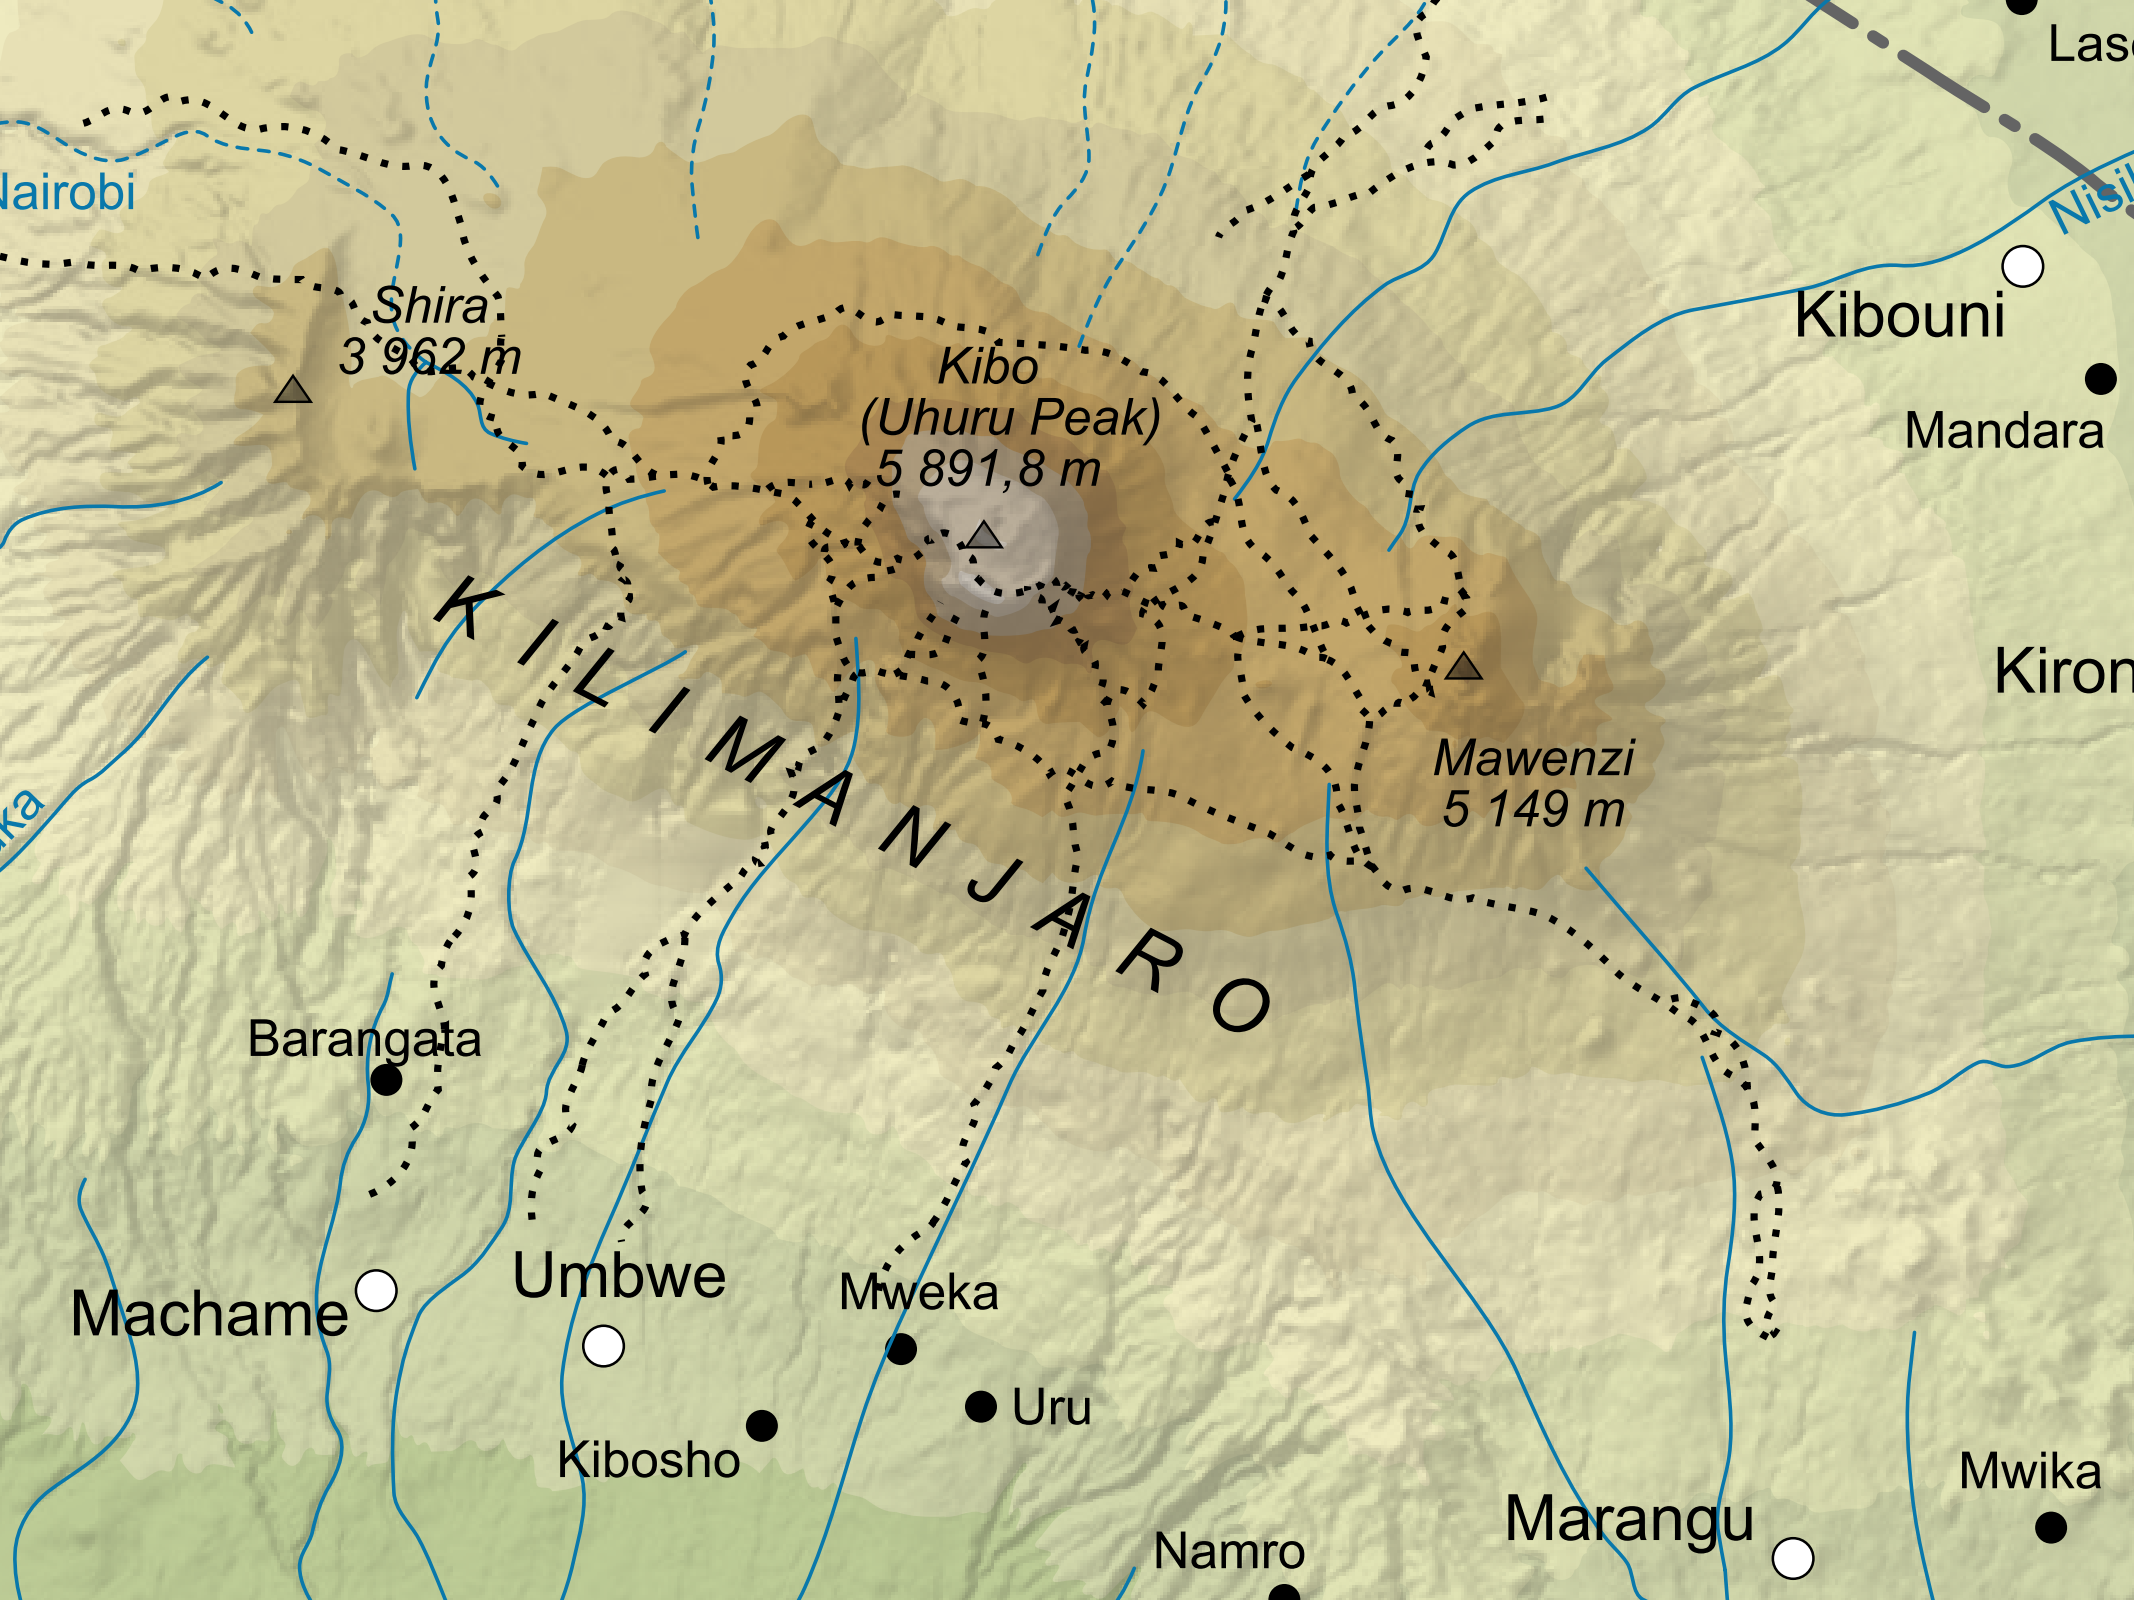 Nairobi
Shira
3 962 m
Kibo
(Uhuru Peak)
5 891,8 m
Kibouni
Mandara
KILIMANJARO
Mawenzi
5 149 m
Barangata
Machame
Umbwe
Mweka
Uru
Kibosho
Namro
Marangu
Mwika